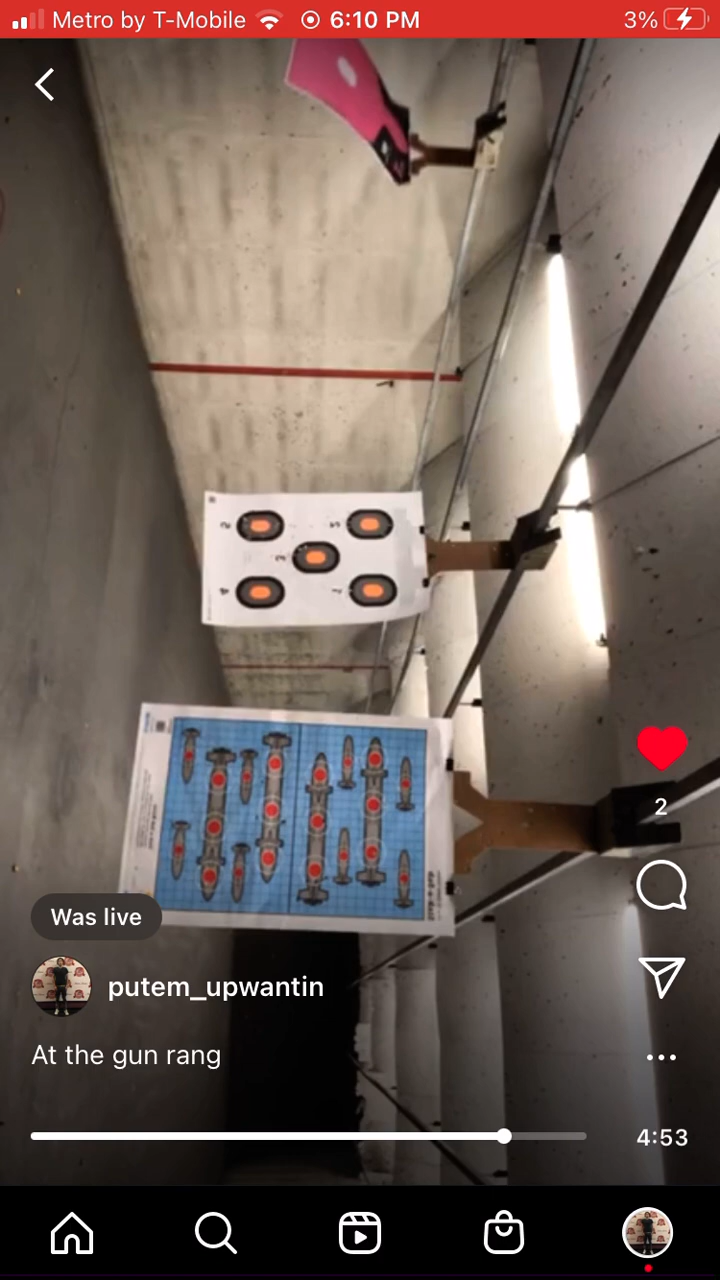 Metro by T-Mobile
6:10 PM
3%
2
Was live
putem_upwantin
At the gun rang
4:53